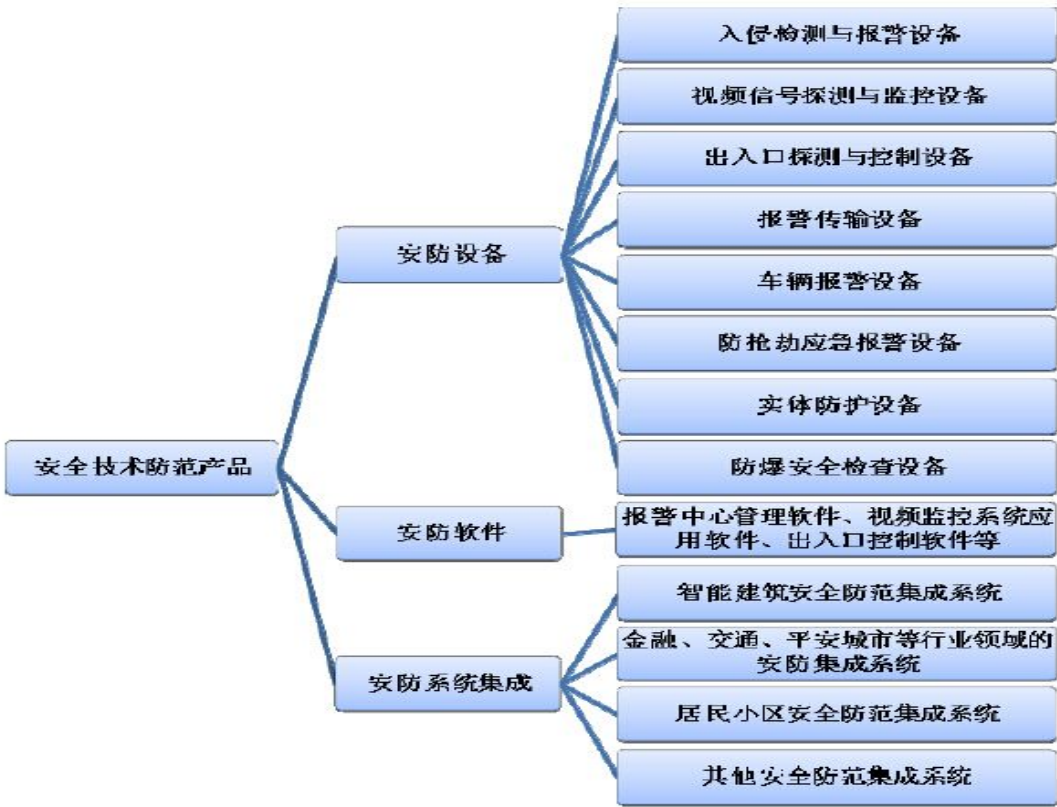 入侵检测与报警设备
视频信号探测与监控设备
出入口探测与控制设备
报警传输设备
安防设备
车辆报警设备
防抢劫应急报警设备
实体防护设备
安全技术防范产品
防爆安全检查设备
安防软件
报警中心管理软件、视频监控系统应
用软件、出入口控制软件等
智能建筑安全防范集成系统
金融、交通、平安城市等行业领域的
安防集成系统
安防系统集成
居民小区安全防范集成系统
其他安全防范集成系统